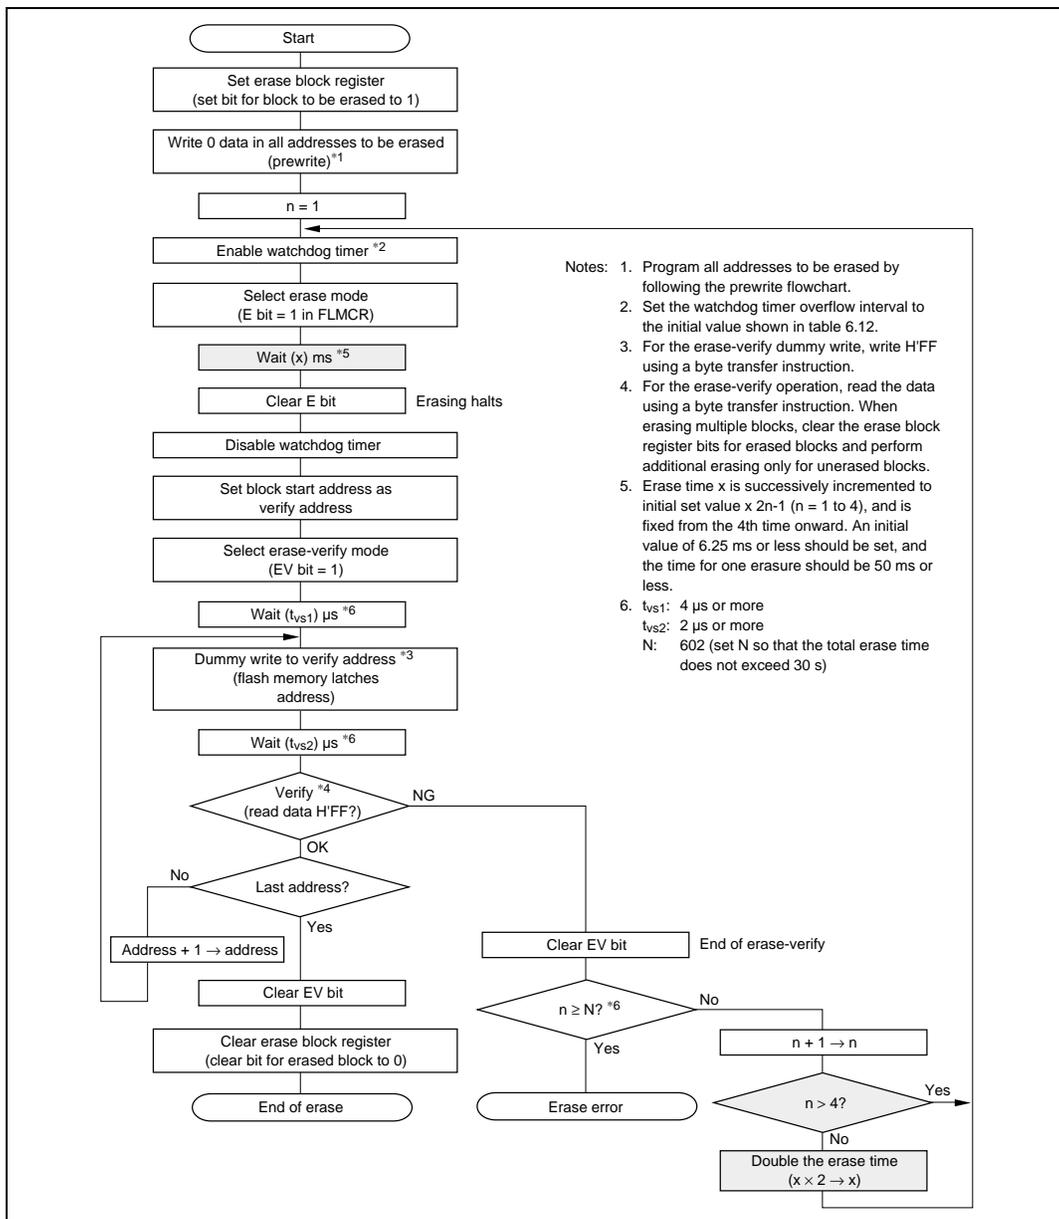 Start
Set erase block register
(set bit for block to be erased to 1)
Write 0 data in all addresses to be erased
(prewrite)*1
n = 1
Enable watchdog timer *2
Select erase mode
(E bit = 1 in FLMCR)
Wait (x) ms *5
Clear E bit
Erasing halts
Disable watchdog timer
Set block start address as
verify address
Select erase-verify mode
(EV bit = 1)
Wait (tvs1) µs *6
Dummy write to verify address *3
(flash memory latches
address)
Wait (tvs2) µs *6
Verify *4
(read data H'FF?)
NG
OK
Last address?
No
Yes
Address + 1 → address
Clear EV bit
Clear erase block register
(clear bit for erased block to 0)
End of erase
Clear EV bit
End of erase-verify
n ≥ N? *6
No
Yes
Erase error
n + 1 → n
n > 4?
Yes
No
Double the erase time
(x × 2 → x)
Notes: 1. Program all addresses to be erased by
following the prewrite flowchart.
2. Set the watchdog timer overflow interval to
the initial value shown in table 6.12.
3. For the erase-verify dummy write, write H'FF
using a byte transfer instruction.
4. For the erase-verify operation, read the data
using a byte transfer instruction. When
erasing multiple blocks, clear the erase block
register bits for erased blocks and perform
additional erasing only for unerased blocks.
5. Erase time x is successively incremented to
initial set value x 2n-1 (n = 1 to 4), and is
fixed from the 4th time onward. An initial
value of 6.25 ms or less should be set, and
the time for one erasure should be 50 ms or
less.
6. tvs1: 4 µs or more
tvs2: 2 µs or more
N: 602 (set N so that the total erase time
does not exceed 30 s)